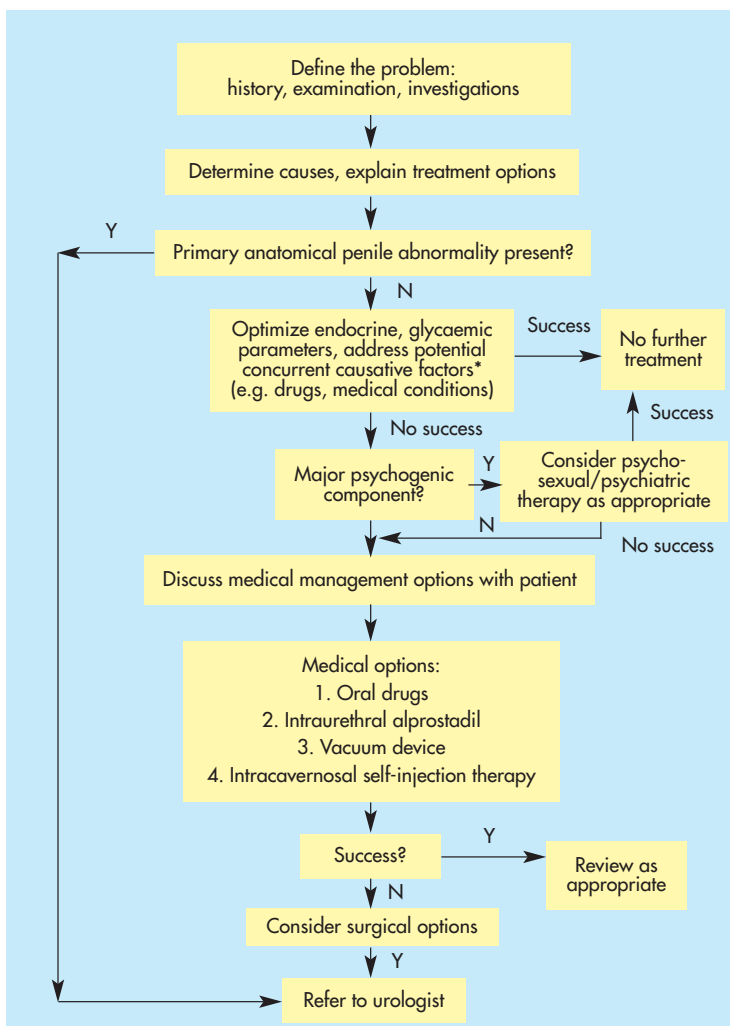 Define the problem:
history, examination, investigations
Determine causes, explain treatment options
Y
Primary anatomical penile abnormality present?
N
Optimize endocrine, glycaemic
parameters, address potential
concurrent causative factors*
(e.g. drugs, medical conditions)
Success
No further
treatment
No success
Success
Major psychogenic
component?
Y
Consider psycho-
sexual/psychiatric
therapy as appropriate
N
No success
Discuss medical management options with patient
Medical options:
1. Oral drugs
2. Intraurethral alprostadil
3. Vacuum device
4. Intracavernosal self-injection therapy
Success?
Y
Review as
appropriate
N
Consider surgical options
Y
Refer to urologist